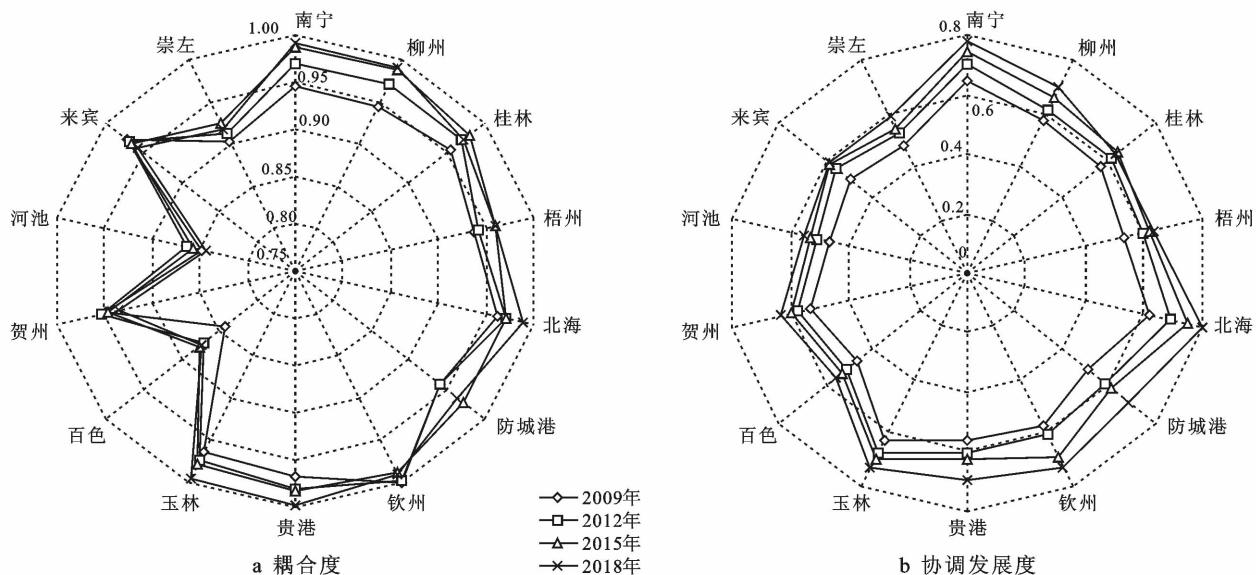 南宁
柳州
桂林
梧州
北海
防城港
钦州
贵港
玉林
百色
贺州
河池
来宾
崇左
1.00
0.95
0.90
0.85
0.80
0.75
a 耦合度
2009年
2012年
2015年
2018年
南宁
柳州
桂林
梧州
北海
防城港
钦州
贵港
玉林
百色
贺州
河池
来宾
崇左
0.8
0.6
0.4
0.2
0
b 协调发展度